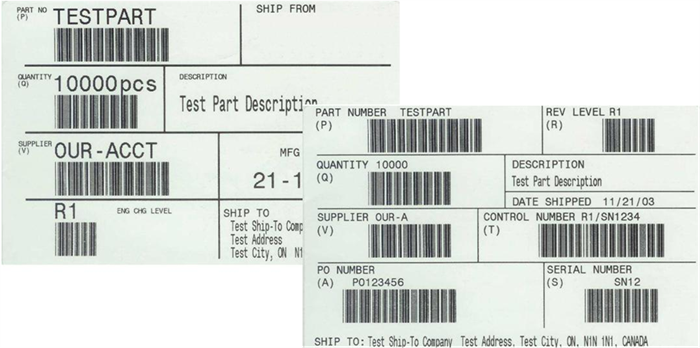 PART NO
(P)
TESTPART
SHIP FROM
QUANTITY
(Q)
10000pcs
DESCRIPTION
Test Part Description
SUPPLIER
(V)
OUR-ACCT
MFG
21-1
R1
ENG CHG LEVEL
SHIP TO
Test Ship-To Comp
Test Address
Test City, ON N1
PART NUMBER TESTPART
(P)
REV LEVEL R1
(R)
QUANTITY 10000
(Q)
DESCRIPTION
Test Part Description
DATE SHIPPED 11/21/03
SUPPLIER OUR-A
(V)
CONTROL NUMBER R1/SN1234
(T)
PO NUMBER
(A) PO123456
SERIAL NUMBER
(S) SN12
SHIP TO: Test Ship-To Company Test Address, Test City, ON, N1N 1N1, CANADA